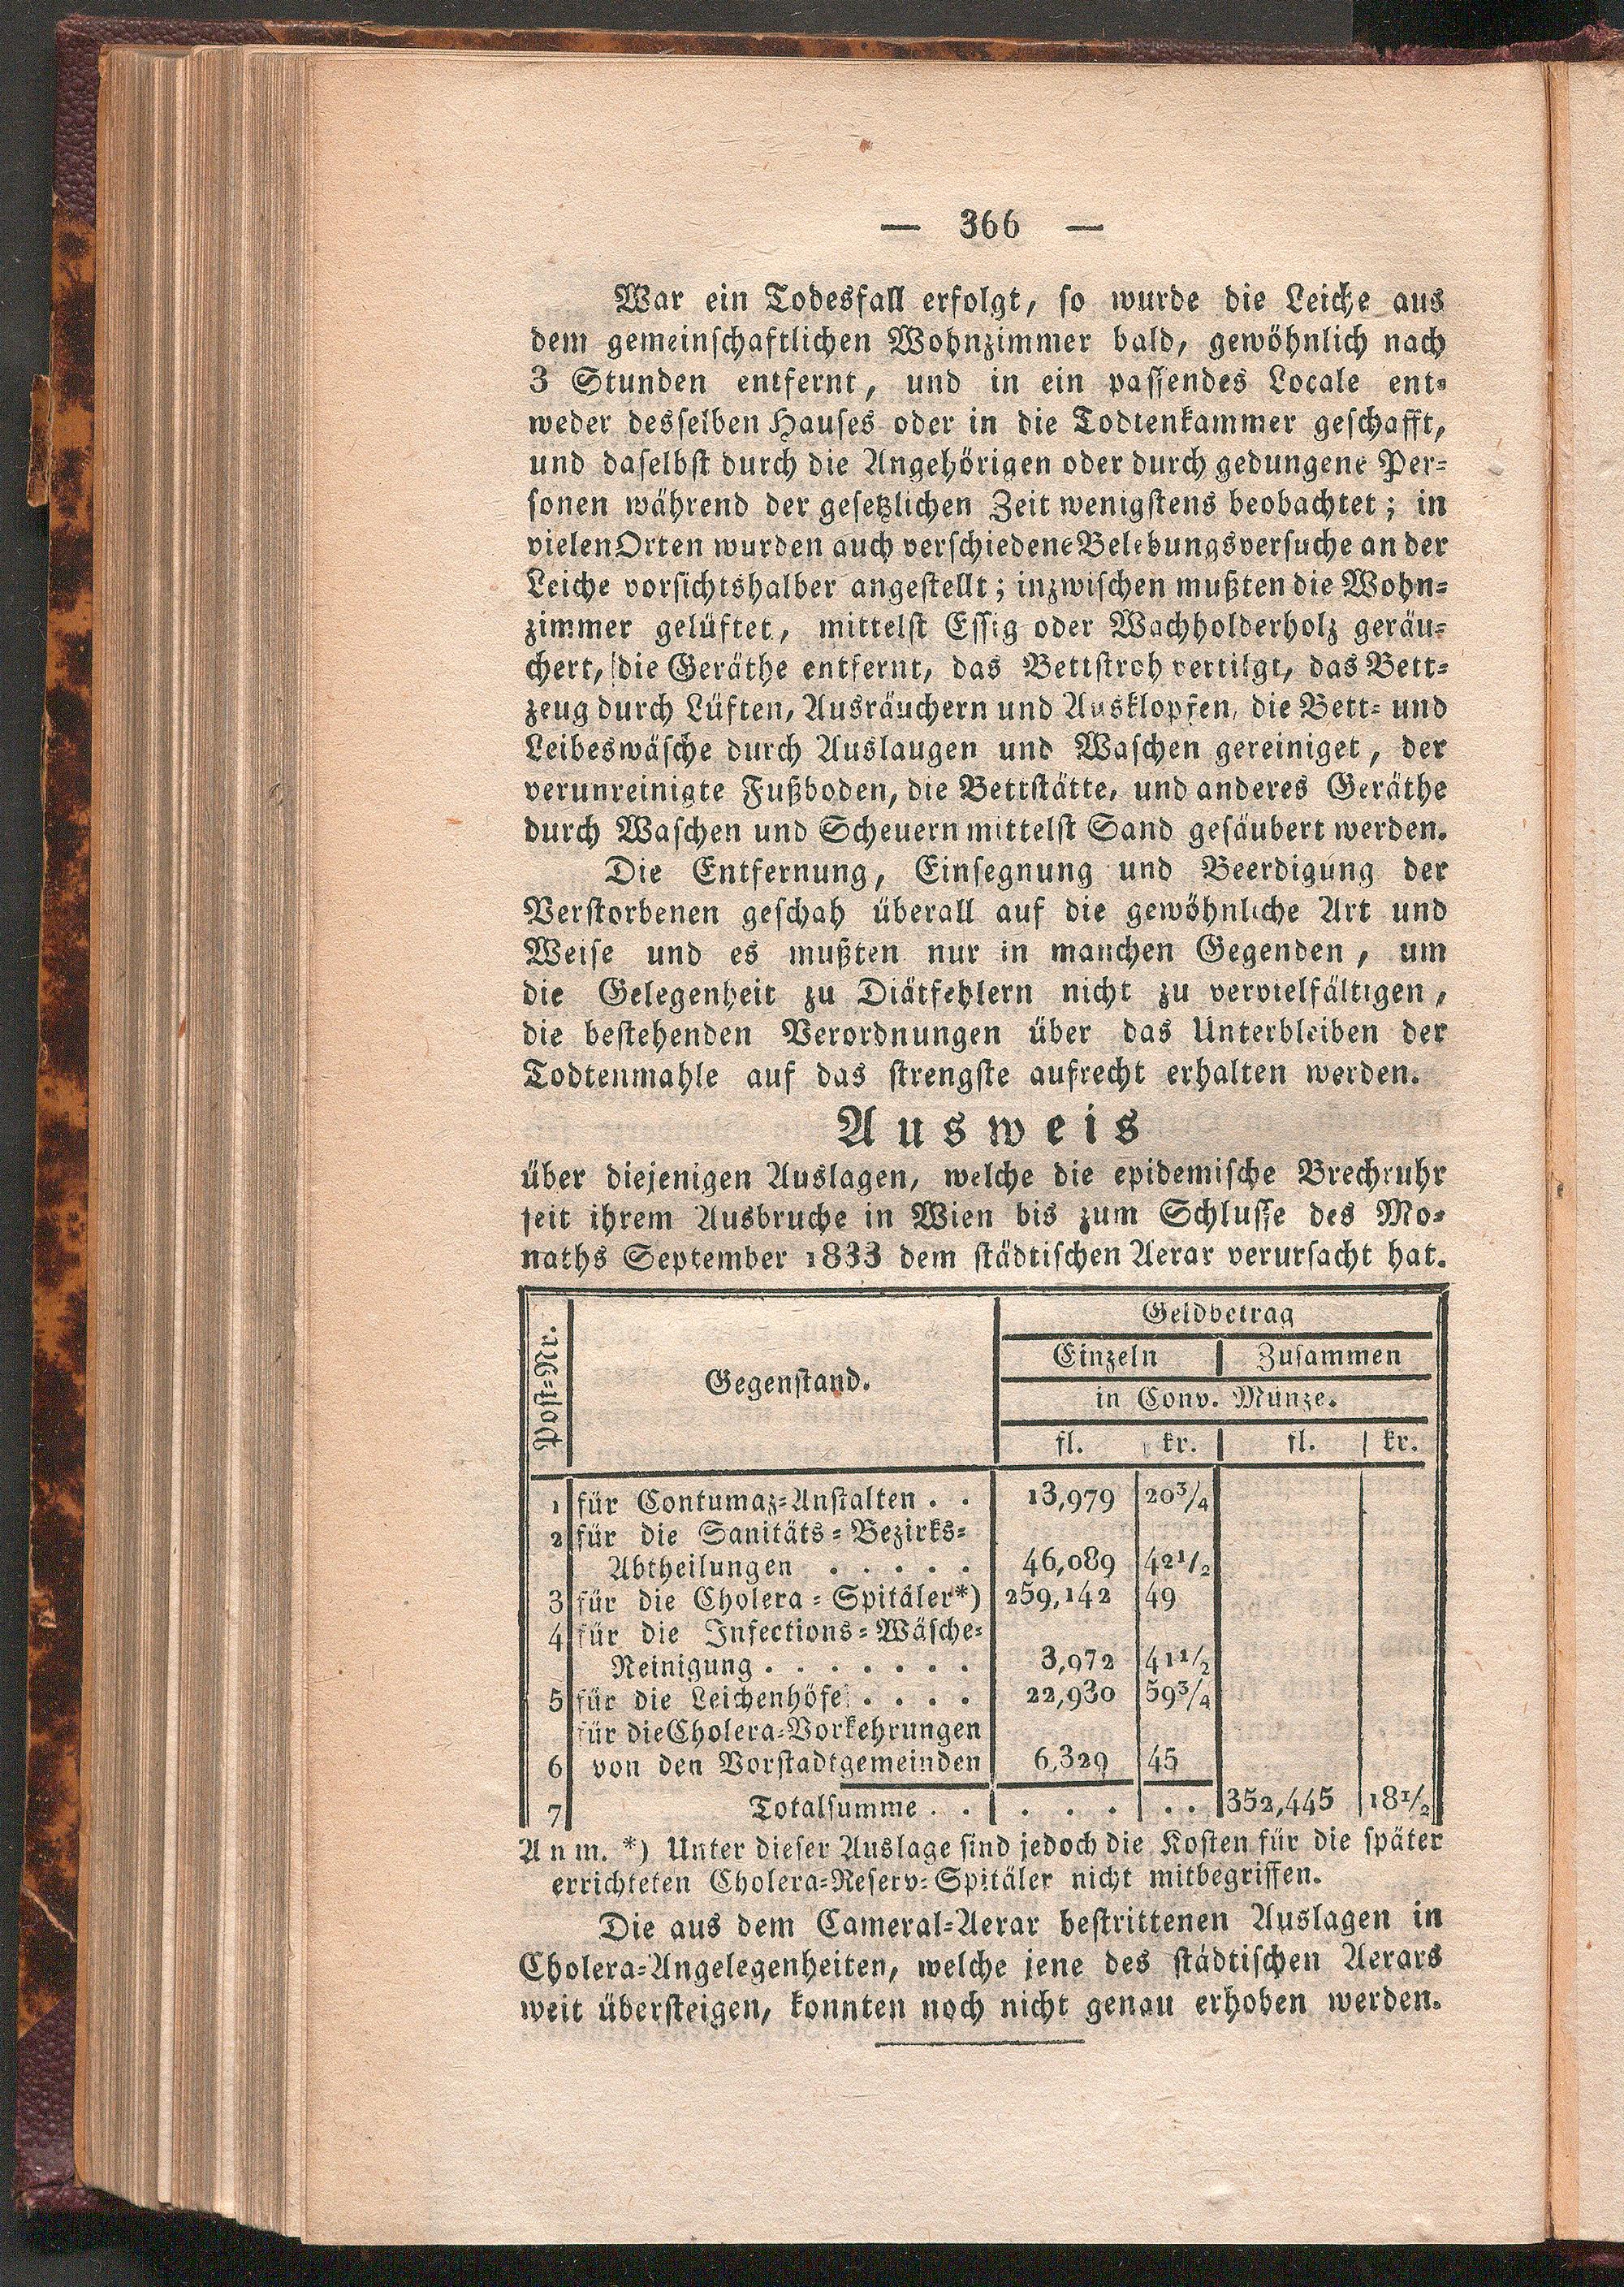 — 366 —
War ein Todesfall erfolgt, so wurde die Leiche aus
dem gemeinschaftlichen Wohnzimmer bald, gewöhnlich nach
3 Stunden entfernt, und in ein passendes Locale ent-
weder desselben Hauses oder in die Todtenkammer geschafft,
und daselbst durch die Angehörigen oder durch gedungene Per-
sonen während der gesetzlichen Zeit wenigstens beobachtet; in
vielen Orten wurden auch verschiedene Belebungsversuche an der
Leiche vorsichtshalber angestellt; inzwischen mußten die Wohn-
zimmer gelüftet, mittelst Essig oder Wachholderholz geräu-
chert, die Geräthe entfernt, das Bettstroh vertilgt, das Bett-
zeug durch Lüften, Ausräuchern und Ausklopfen, die Bett- und
Leibeswäsche durch Auslaugen und Waschen gereiniget, der
verunreinigte Fußboden, die Bettstätte, und anderes Geräthe
durch Waschen und Scheuern mittelst Sand gesäubert werden.
Die Entfernung, Einsegnung und Beerdigung der
Verstorbenen geschah überall auf die gewöhnliche Art und
Weise und es mußten nur in manchen Gegenden, um
die Gelegenheit zu Diätfehlern nicht zu vervielfältigen,
die bestehenden Verordnungen über das Unterbleiben der
Todtenmahle auf das strengste aufrecht erhalten werden.
Ausweis
über diejenigen Auslagen, welche die epidemische Brechruhr
seit ihrem Ausbruche in Wien bis zum Schlusse des Mo-
naths September 1833 dem städtischen Aerar verursacht hat.
Post-Nr. Gegenstand. Geldbetrag
Einzeln Zusammen
in Conv. Münze.
fl. kr. fl. kr.
1 für Contumaz-Anstalten . . 13,979 20 3/4
2 für die Sanitäts-Bezirks-
Abtheilungen . . . . . 46,089 42 1/2
3 für die Cholera-Spitäler*) 259,142 49
4 für die Infections-Wäsche-
Reinigung . . . . . . . 3,972 41 1/2
5 für die Leichenhöfe . . . . 22,930 59 3/4
für die Cholera-Vorkehrungen
6 von den Vorstadtgemeinden 6,329 45
7 Totalsumme . . . . . . . 352,445 18 1/2
Anm. *) Unter dieser Auslage sind jedoch die Kosten für die später
errichteten Cholera-Reserv-Spitäler nicht mitbegriffen.
Die aus dem Cameral-Aerar bestrittenen Auslagen in
Cholera-Angelegenheiten, welche jene des städtischen Aerars
weit übersteigen, konnten noch nicht genau erhoben werden.